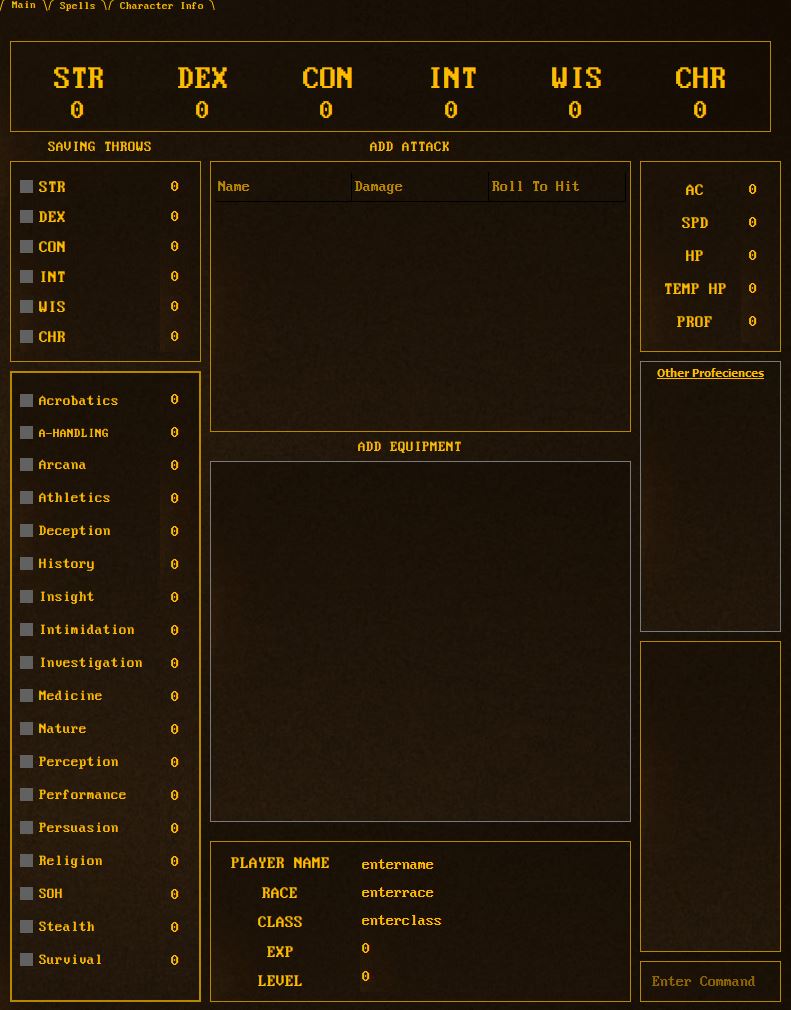 Main Spells Character Info
STR DEX CON INT WIS CHR
0 0 0 0 0 0
SAVING THROWS
STR 0
DEX 0
CON 0
INT 0
WIS 0
CHR 0
Acrobatics 0
A-HANDLING 0
Arcana 0
Athletics 0
Deception 0
History 0
Insight 0
Intimidation 0
Investigation 0
Medicine 0
Nature 0
Perception 0
Performance 0
Persuasion 0
Religion 0
SOH 0
Stealth 0
Survival 0
ADD ATTACK
Name Damage Roll To Hit
ADD EQUIPMENT
PLAYER NAME entername
RACE enterrace
CLASS enterclass
EXP 0
LEVEL 0
AC 0
SPD 0
HP 0
TEMP HP 0
PROF 0
Other Profeciences
Enter Command